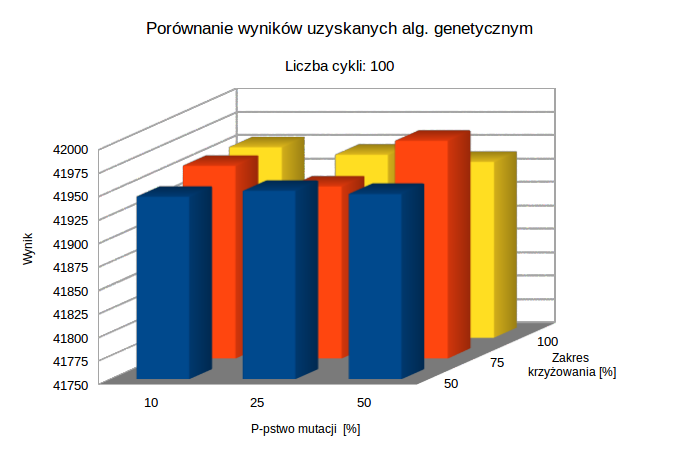 Porównanie wyników uzyskanych alg. genetycznym
Liczba cykli: 100
42000
41975
41950
41925
41900
41875
41850
41825
41800
41775
41750
Wynik
10
25
50
P-pstwo mutacji [%]
50
75
100
Zakres
krzyżowania [%]